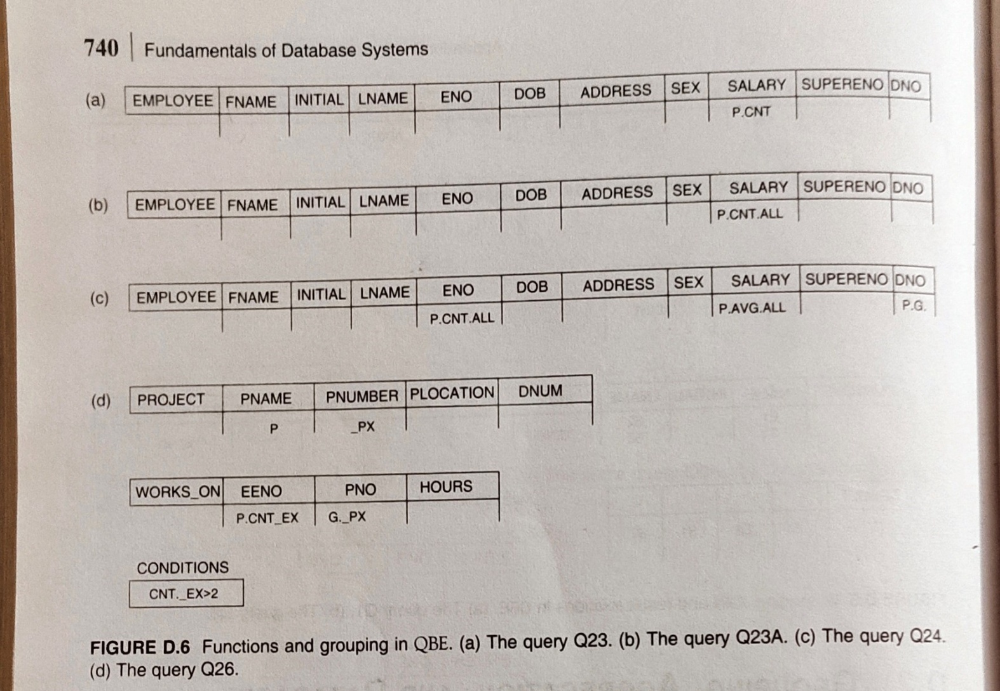 740 | Fundamentals of Database Systems
(a) EMPLOYEE FNAME INITIAL LNAME ENO DOB ADDRESS SEX SALARY SUPERENO DNO
P.CNT
(b) EMPLOYEE FNAME INITIAL LNAME ENO DOB ADDRESS SEX SALARY SUPERENO DNO
P.CNT.ALL
(c) EMPLOYEE FNAME INITIAL LNAME ENO DOB ADDRESS SEX SALARY SUPERENO DNO
P.CNT.ALL P.AVG.ALL P.G.
(d) PROJECT PNAME PNUMBER PLOCATION DNUM
P _PX
WORKS_ON EENO PNO HOURS
P.CNT_EX G._PX
CONDITIONS
CNT._EX>2
FIGURE D.6 Functions and grouping in QBE. (a) The query Q23. (b) The query Q23A. (c) The query Q24.
(d) The query Q26.